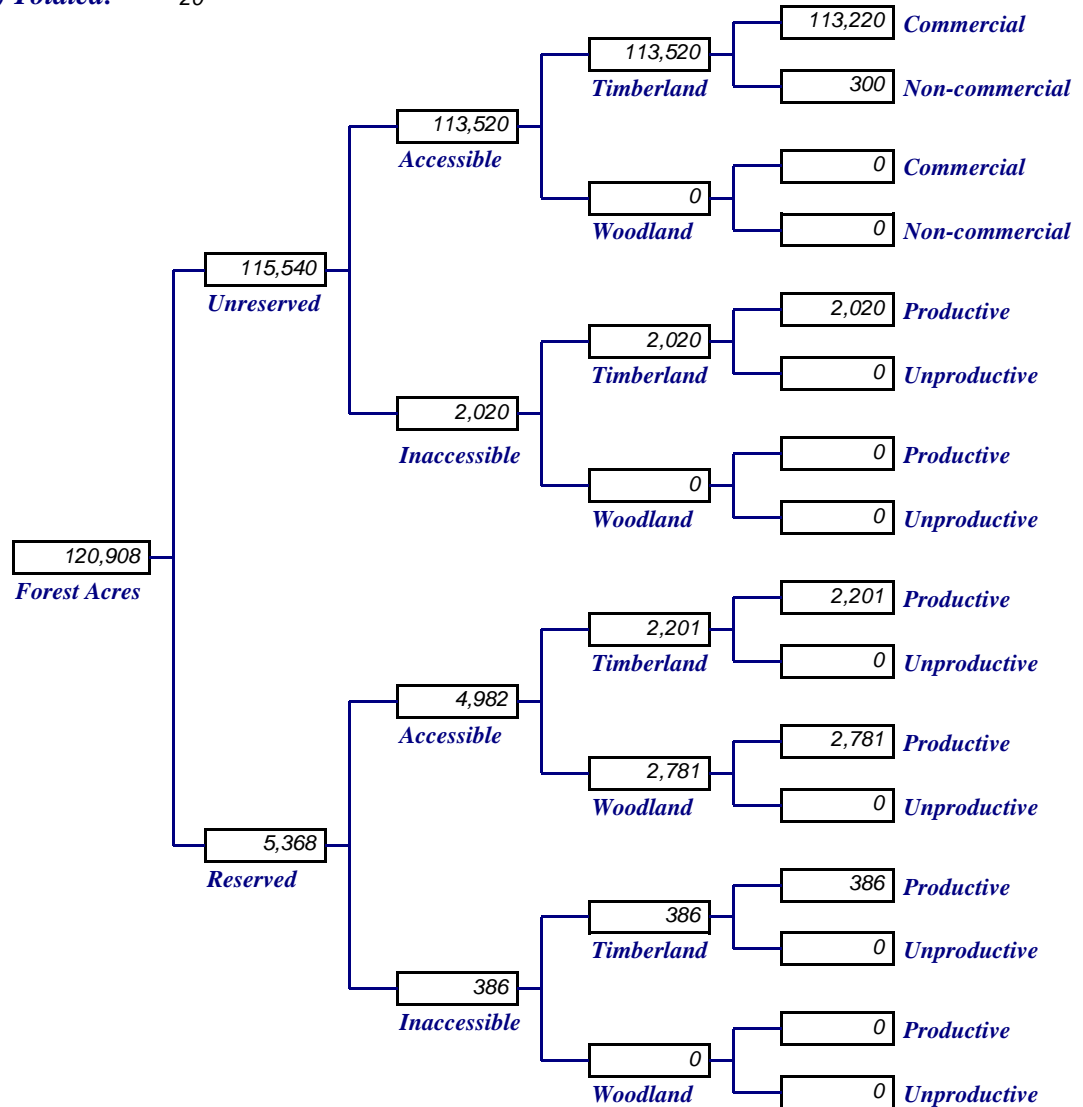 20
113,220 Commercial
113,520
Timberland
300 Non-commercial
113,520
Accessible
0 Commercial
0
Woodland
0 Non-commercial
115,540
Unreserved
2,020 Productive
2,020
Timberland
0 Unproductive
2,020
Inaccessible
0 Productive
0
Woodland
0 Unproductive
120,908
Forest Acres
2,201 Productive
2,201
Timberland
0 Unproductive
4,982
Accessible
2,781 Productive
2,781
Woodland
0 Unproductive
5,368
Reserved
386 Productive
386
Timberland
0 Unproductive
386
Inaccessible
0 Productive
0
Woodland
0 Unproductive